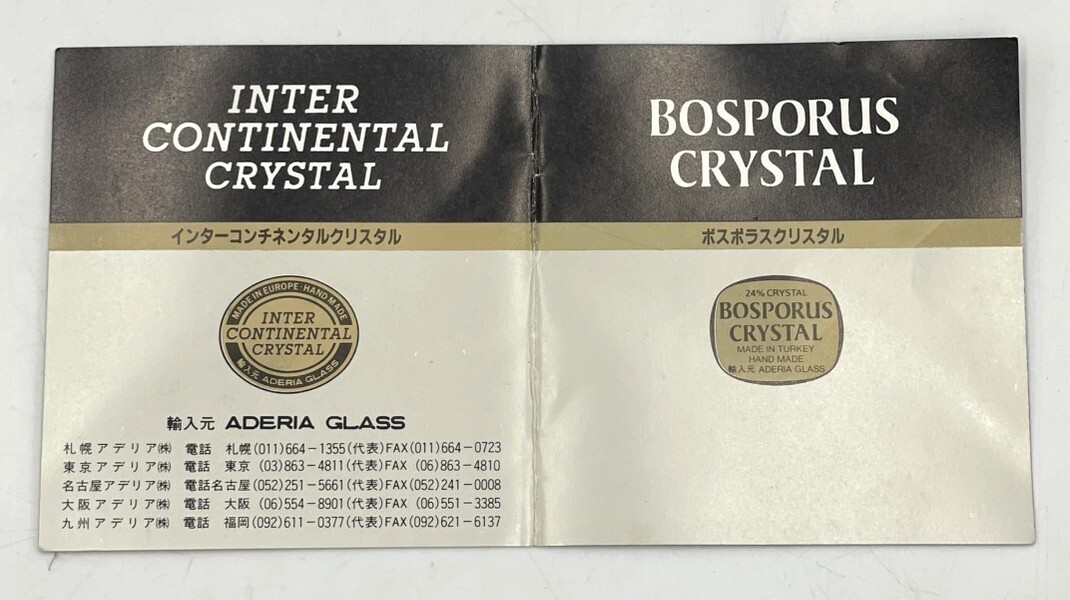 INTER
CONTINENTAL
CRYSTAL
インターコンチネンタルクリスタル
MADE IN EUROPE・HAND MADE
INTER
CONTINENTAL
CRYSTAL
輸入元 ADERIA GLASS
輸入元 ADERIA GLASS
札幌アデリア㈱ 電話 札幌(011)664-1355(代表)FAX(011)664-0723
東京アデリア㈱ 電話 東京 (03)863-4811(代表)FAX (06)863-4810
名古屋アデリア㈱ 電話名古屋(052)251-5661(代表)FAX(052)241-0008
大阪アデリア㈱ 電話 大阪 (06)554-8901(代表)FAX (06)551-3385
九州アデリア㈱ 電話 福岡(092)611-0377(代表)FAX(092)621-6137
BOSPORUS
CRYSTAL
ボスポラスクリスタル
24% CRYSTAL
BOSPORUS
CRYSTAL
MADE IN TURKEY
HAND MADE
輸入元 ADERIA GLASS